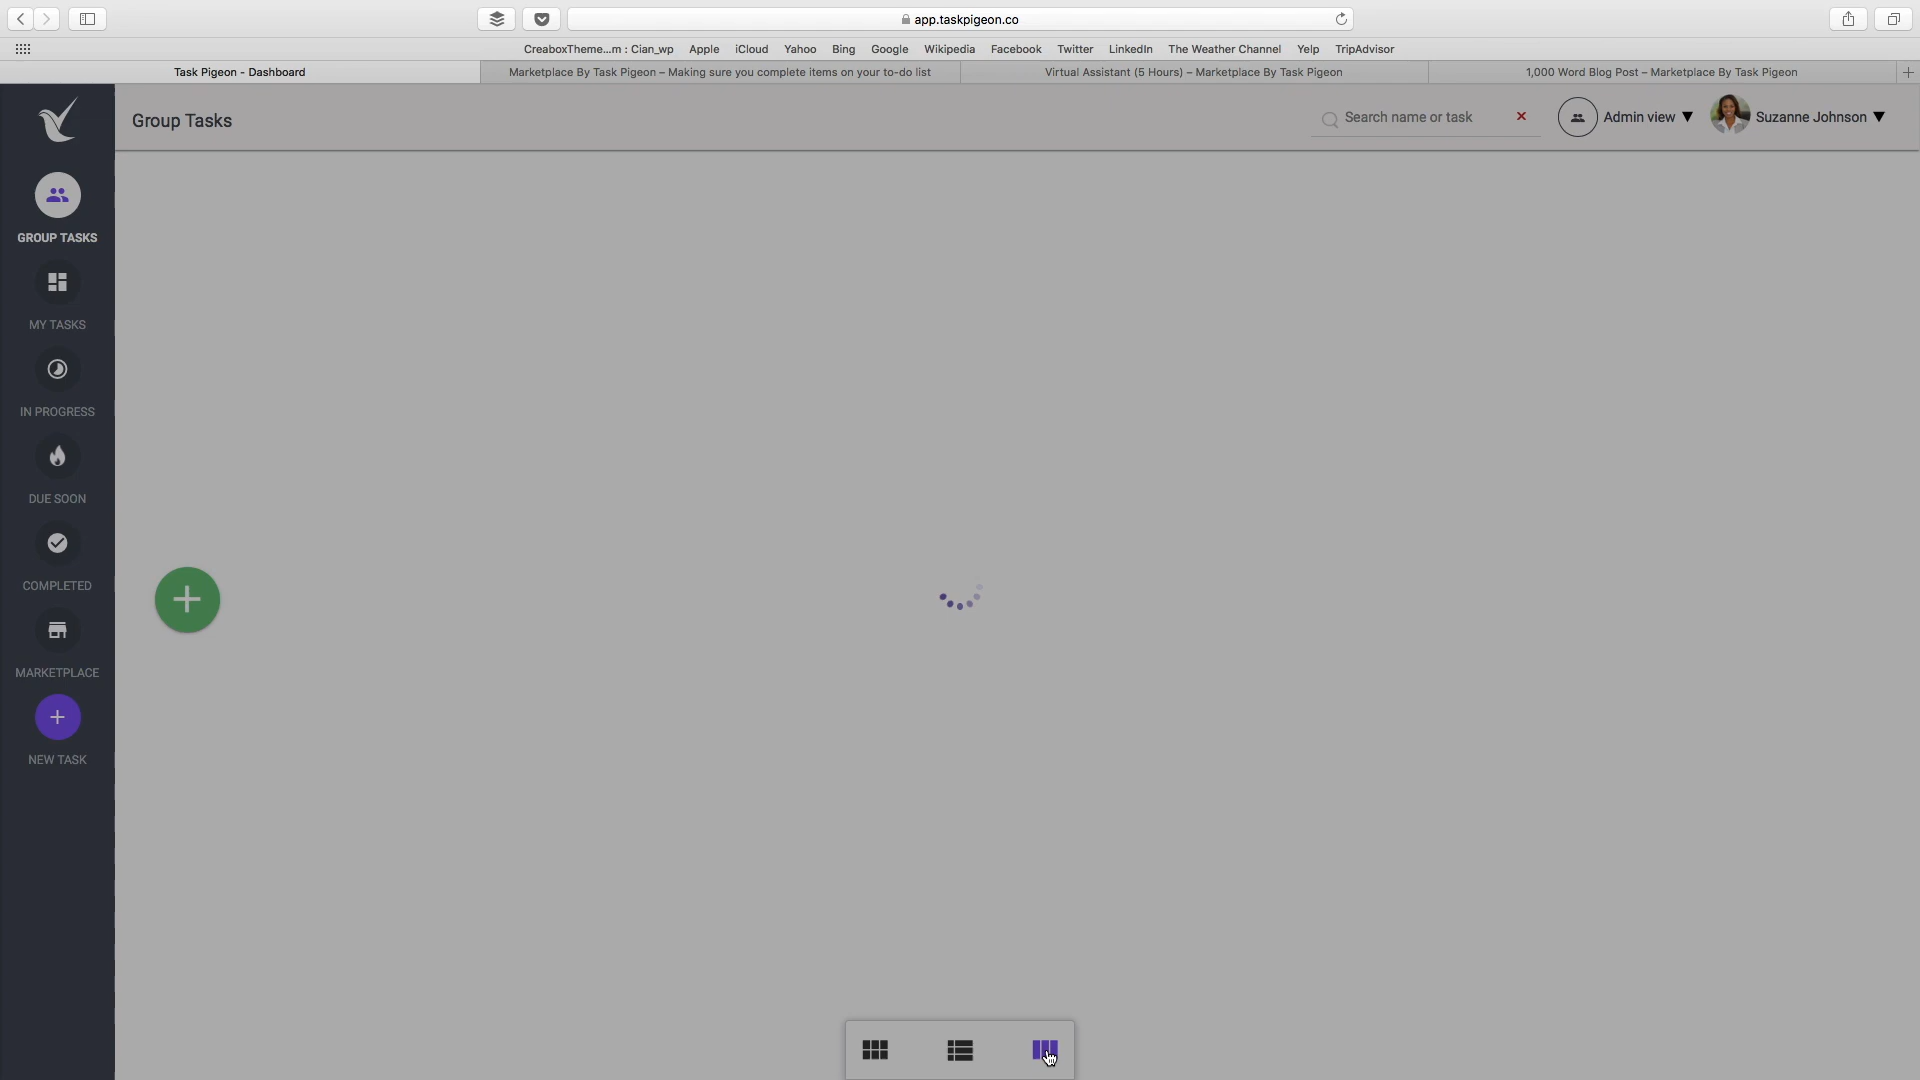 app.taskpigeon.co
CreaboxTheme...m : Cian_wp Apple iCloud Yahoo Bing Google Wikipedia Facebook Twitter LinkedIn The Weather Channel Yelp TripAdvisor
Task Pigeon - Dashboard Marketplace By Task Pigeon – Making sure you complete items on your to-do list Virtual Assistant (5 Hours) – Marketplace By Task Pigeon 1,000 Word Blog Post – Marketplace By Task Pigeon
Group Tasks Search name or task Admin view Suzanne Johnson
GROUP TASKS
MY TASKS
IN PROGRESS
DUE SOON
COMPLETED
MARKETPLACE
NEW TASK